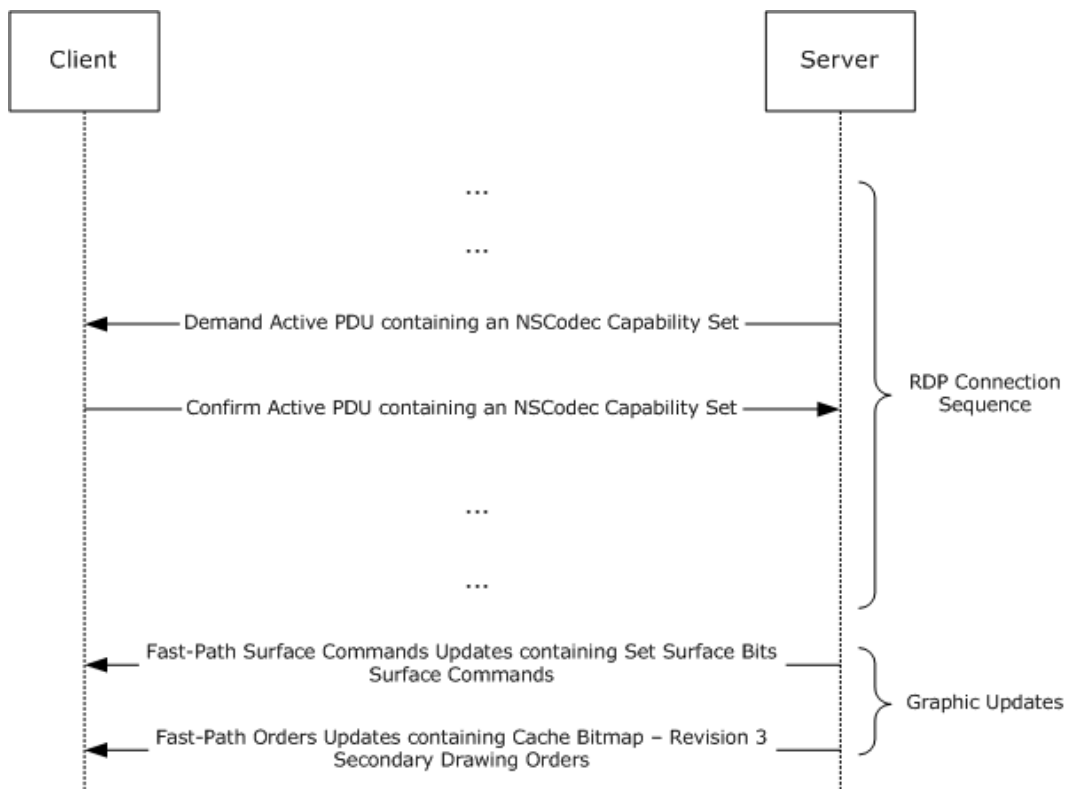 Client
Server
...
...
Demand Active PDU containing an NSCodec Capability Set
Confirm Active PDU containing an NSCodec Capability Set
RDP Connection
Sequence
...
...
Fast-Path Surface Commands Updates containing Set Surface Bits
Surface Commands
Graphic Updates
Fast-Path Orders Updates containing Cache Bitmap – Revision 3
Secondary Drawing Orders